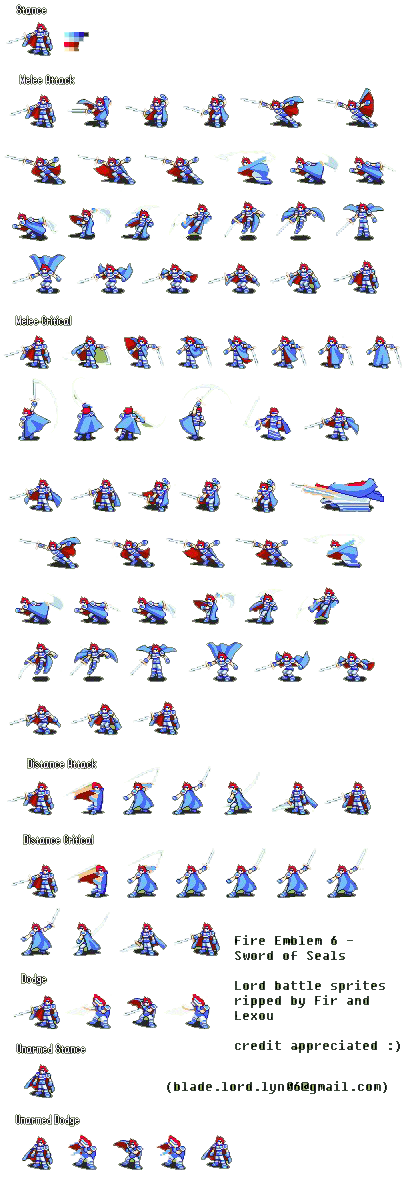 Stance
Melee Attack
Melee Critical
Distance Attack
Distance Critical
Fire Emblem 6 -
Sword of Seals
Lord battle sprites
ripped by Fir and
Lexou
credit appreciated :)
Dodge
Unarmed Stance
(blade.lord.lyn06@gmail.com)
Unarmed Dodge